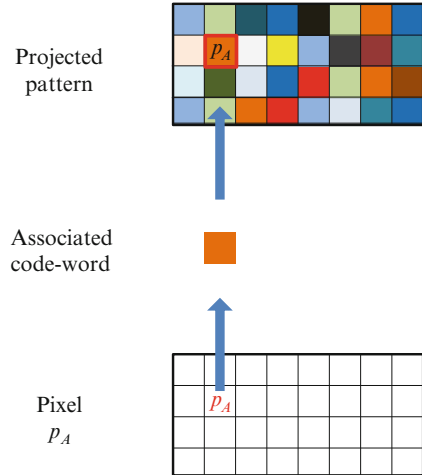 Projected
pattern
p_A
Associated
code-word
Pixel
p_A
p_A